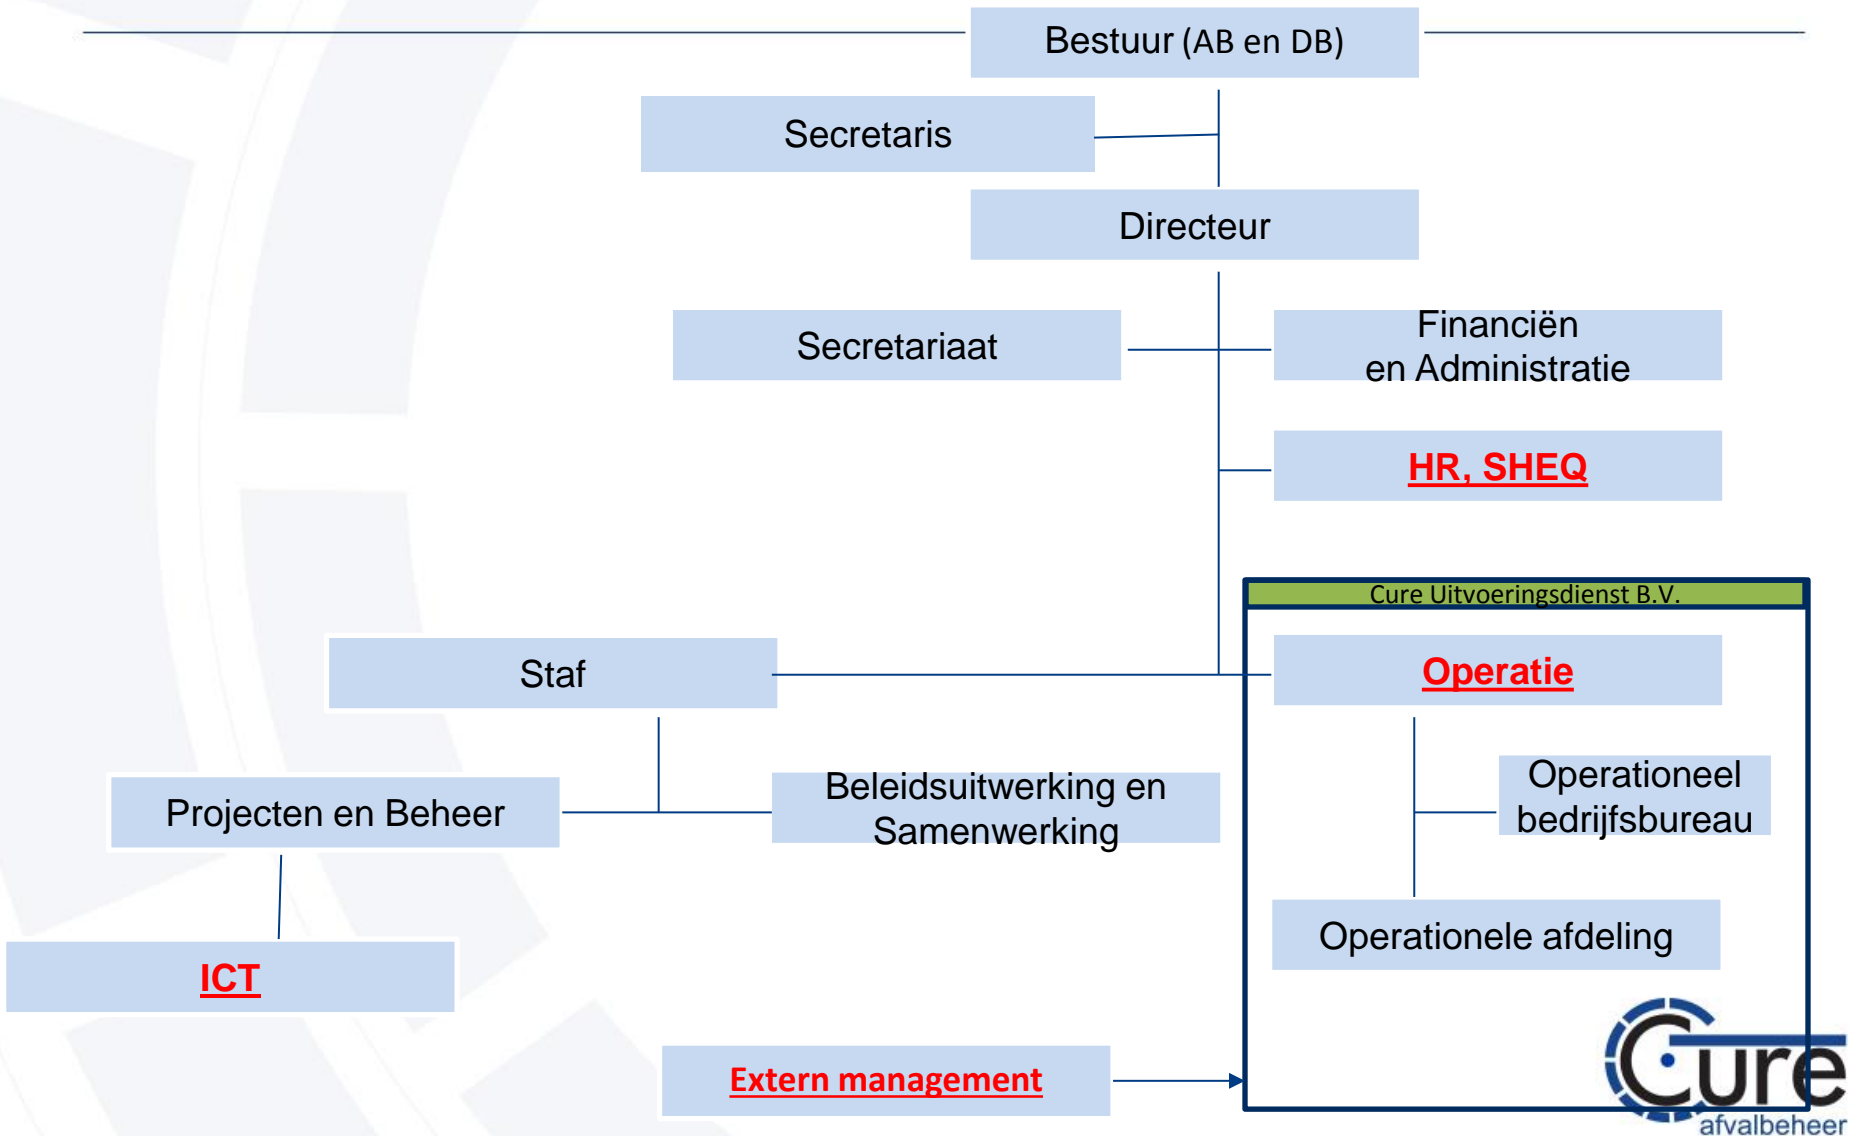 Bestuur (AB en DB)
Secretaris
Directeur
Secretariaat
Financiën
en Administratie
HR, SHEQ
Cure Uitvoeringsdienst B.V.
Staf
Operatie
Projecten en Beheer
Beleidsuitwerking en
Samenwerking
Operationeel
bedrijfsbureau
Operationele afdeling
ICT
Extern management
Cure
afvalbeheer